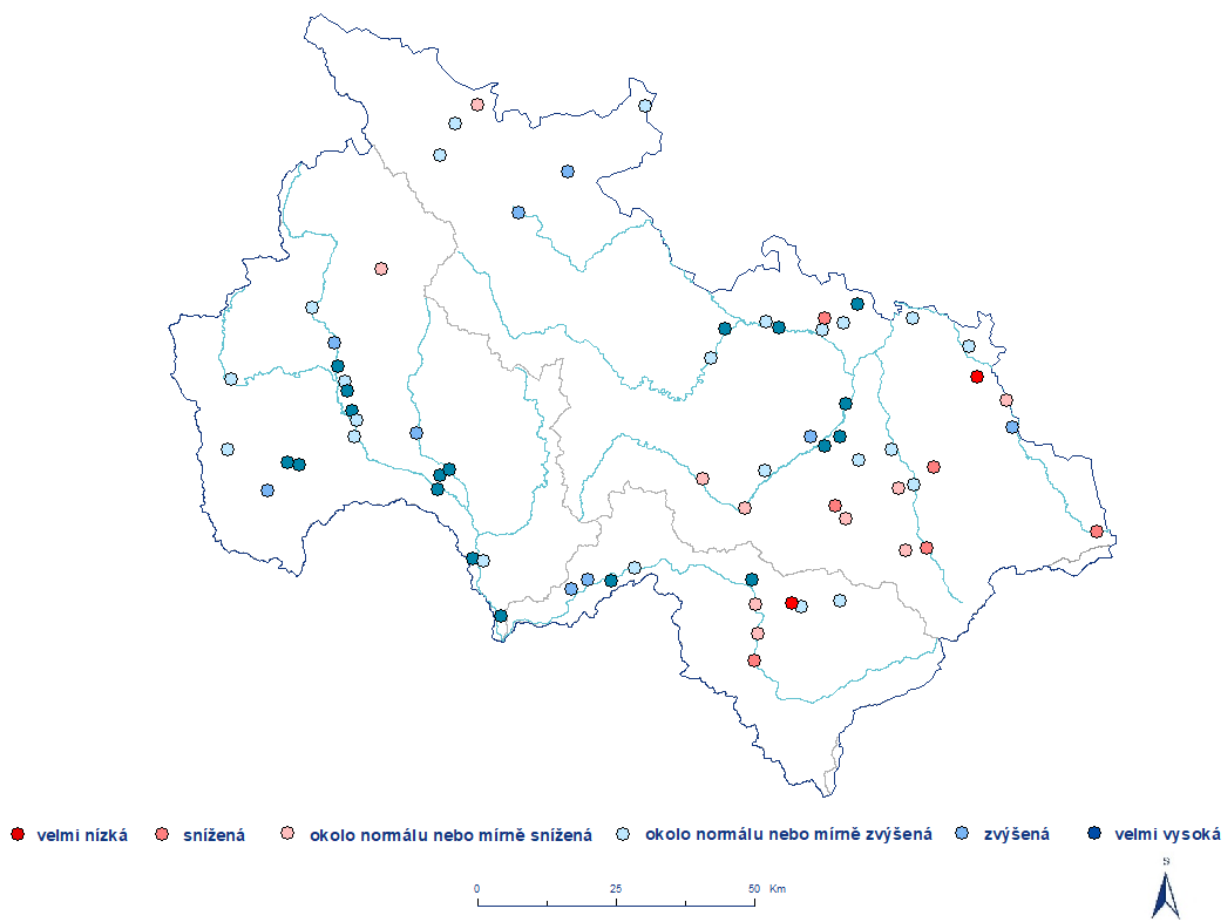 velmi nízká snížená okolo normálu nebo mírně snížená okolo normálu nebo mírně zvýšená zvýšená velmi vysoká
0 25 50 Km
S